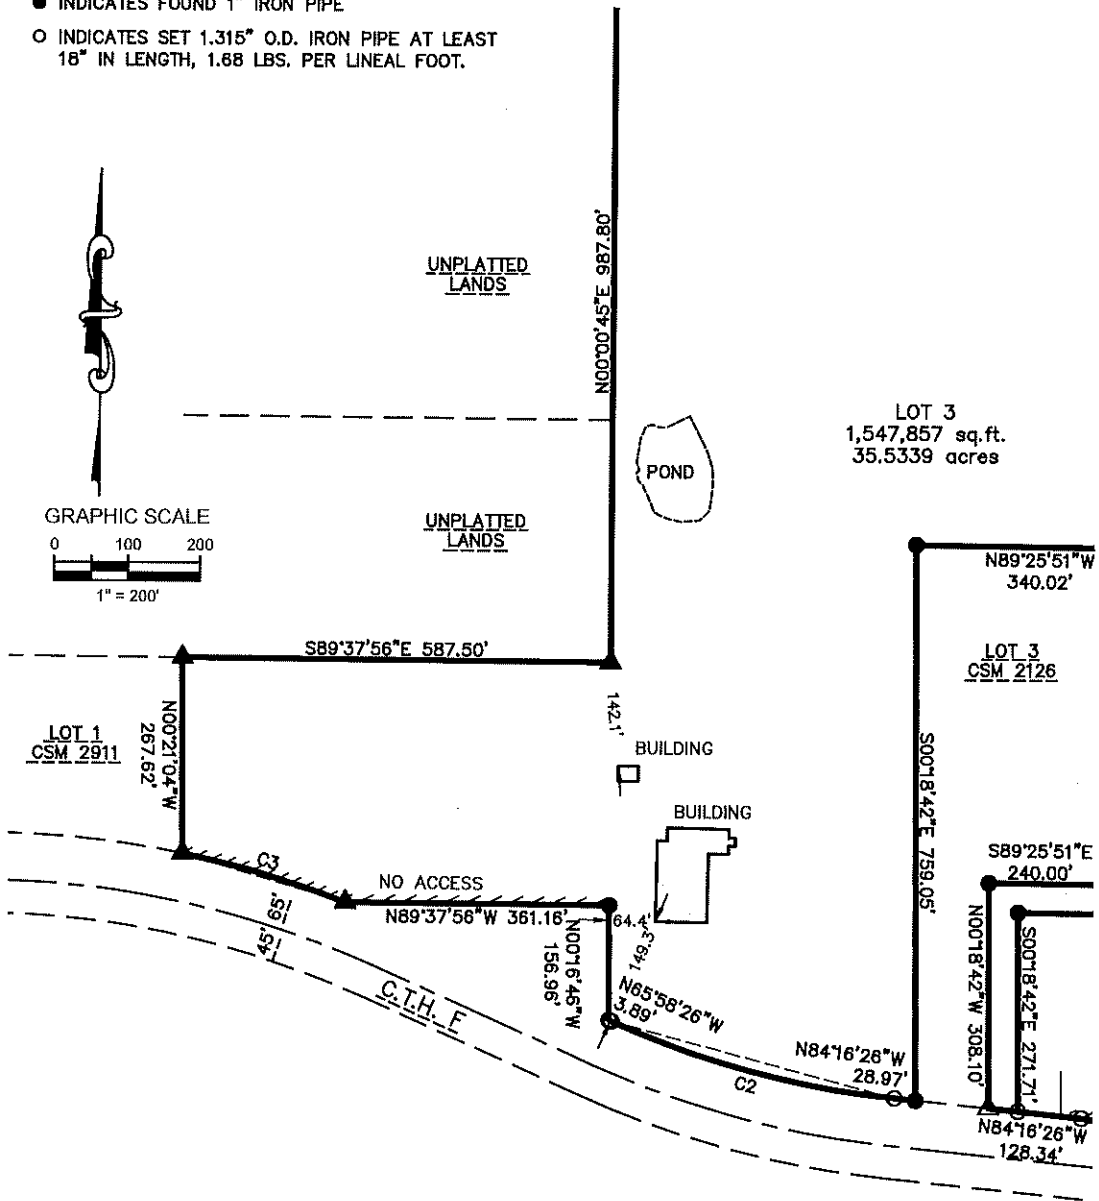 ● INDICATES FOUND 1" IRON PIPE
○ INDICATES SET 1.315" O.D. IRON PIPE AT LEAST
18" IN LENGTH, 1.68 LBS. PER LINEAL FOOT.
UNPLATTED
LANDS
N00°00'45"E 987.80'
LOT 3
1,547,857 sq.ft.
35.5339 acres
POND
GRAPHIC SCALE
0 100 200
1" = 200'
UNPLATTED
LANDS
N89°25'51"W
340.02'
S89°37'56"E 587.50'
LOT 3
CSM 2126
142.1'
LOT 1
CSM 2911
N00°21'04"W
267.62'
BUILDING
S00°18'42"E 759.05'
BUILDING
S89°25'51"E
240.00'
C3
NO ACCESS
N89°37'56"W 361.16'
64.4'
149.3'
65'
45'
N00°16'46"W
156.96'
N00°18'42"W 308.10'
S00°18'42"E 271.71'
C.T.H. F
N65°58'26"W
3.89'
N84°16'26"W
28.97'
C2
N84°16'26"W
128.34'